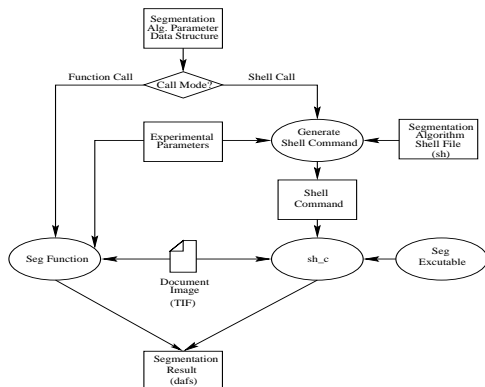 Segmentation
Alg. Parameter
Data Structure
Function Call
Shell Call
Call Mode?
Experimental
Parameters
Generate
Shell Command
Segmentation
Algorithm
Shell File
(sh)
Shell
Command
Seg Function
Document
Image
(TIF)
sh_c
Seg
Excutable
Segmentation
Result
(dafs)